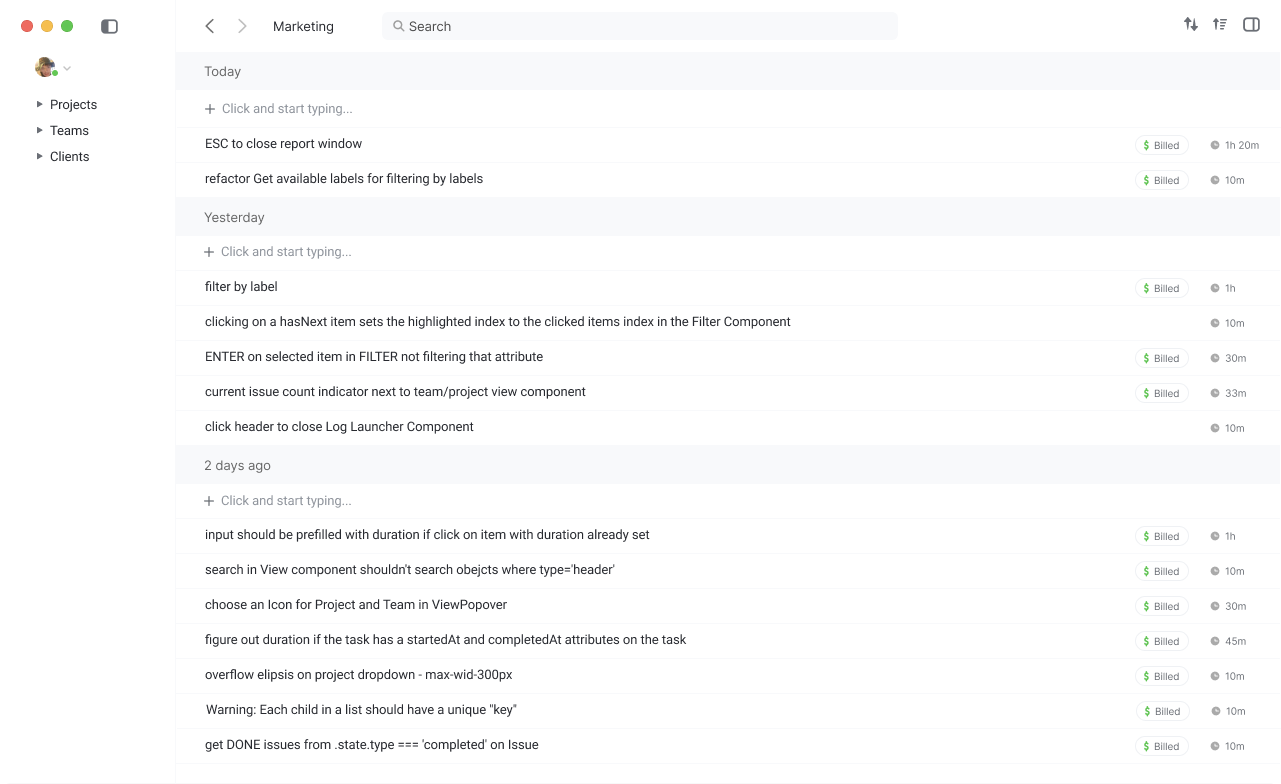 Marketing
Search
Projects
Teams
Clients
Today
Click and start typing...
ESC to close report window $ Billed 1h 20m
refactor Get available labels for filtering by labels $ Billed 10m
Yesterday
Click and start typing...
filter by label $ Billed 1h
clicking on a hasNext item sets the highlighted index to the clicked items index in the Filter Component 10m
ENTER on selected item in FILTER not filtering that attribute $ Billed 30m
current issue count indicator next to team/project view component $ Billed 33m
click header to close Log Launcher Component 10m
2 days ago
Click and start typing...
input should be prefilled with duration if click on item with duration already set $ Billed 1h
search in View component shouldn't search obejcts where type='header' $ Billed 10m
choose an Icon for Project and Team in ViewPopover $ Billed 30m
figure out duration if the task has a startedAt and completedAt attributes on the task $ Billed 45m
overflow elipsis on project dropdown - max-wid-300px $ Billed 10m
Warning: Each child in a list should have a unique "key" $ Billed 10m
get DONE issues from .state.type === 'completed' on Issue $ Billed 10m